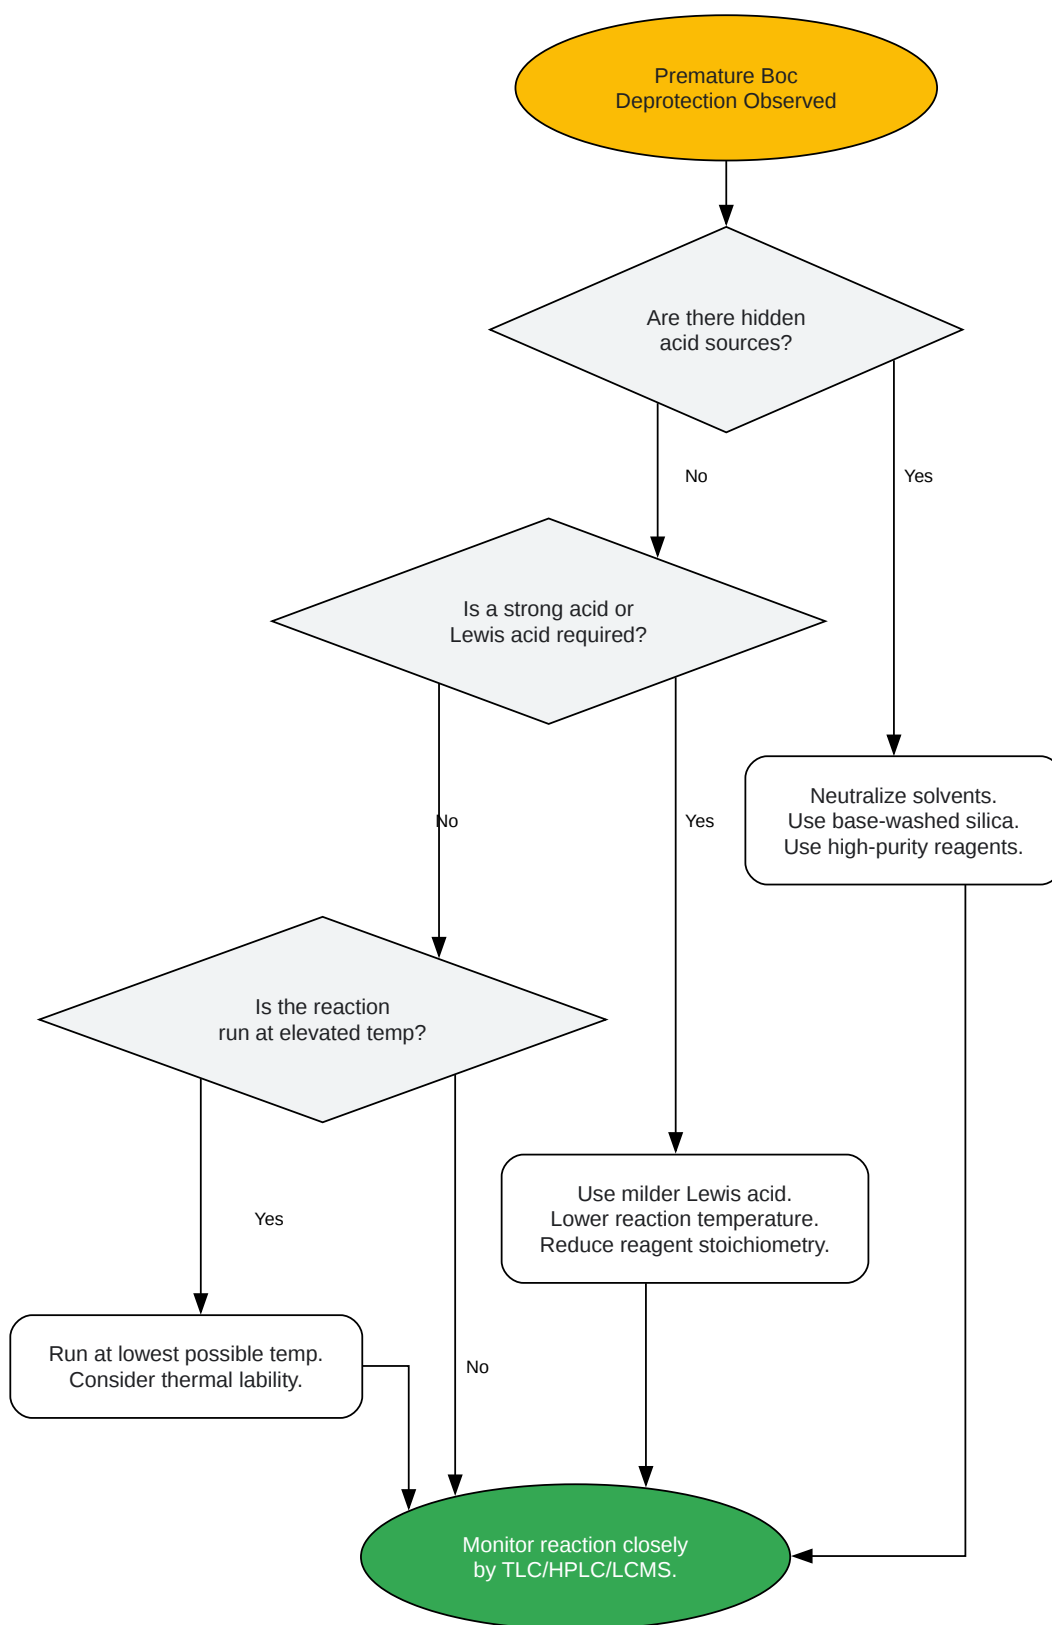 Premature Boc
Deprotection Observed
Are there hidden
acid sources?
No
Yes
Is a strong acid or
Lewis acid required?
Neutralize solvents.
Use base-washed silica.
Use high-purity reagents.
No
Yes
Is the reaction
run at elevated temp?
Use milder Lewis acid.
Lower reaction temperature.
Reduce reagent stoichiometry.
Yes
Run at lowest possible temp.
Consider thermal lability.
No
Monitor reaction closely
by TLC/HPLC/LCMS.